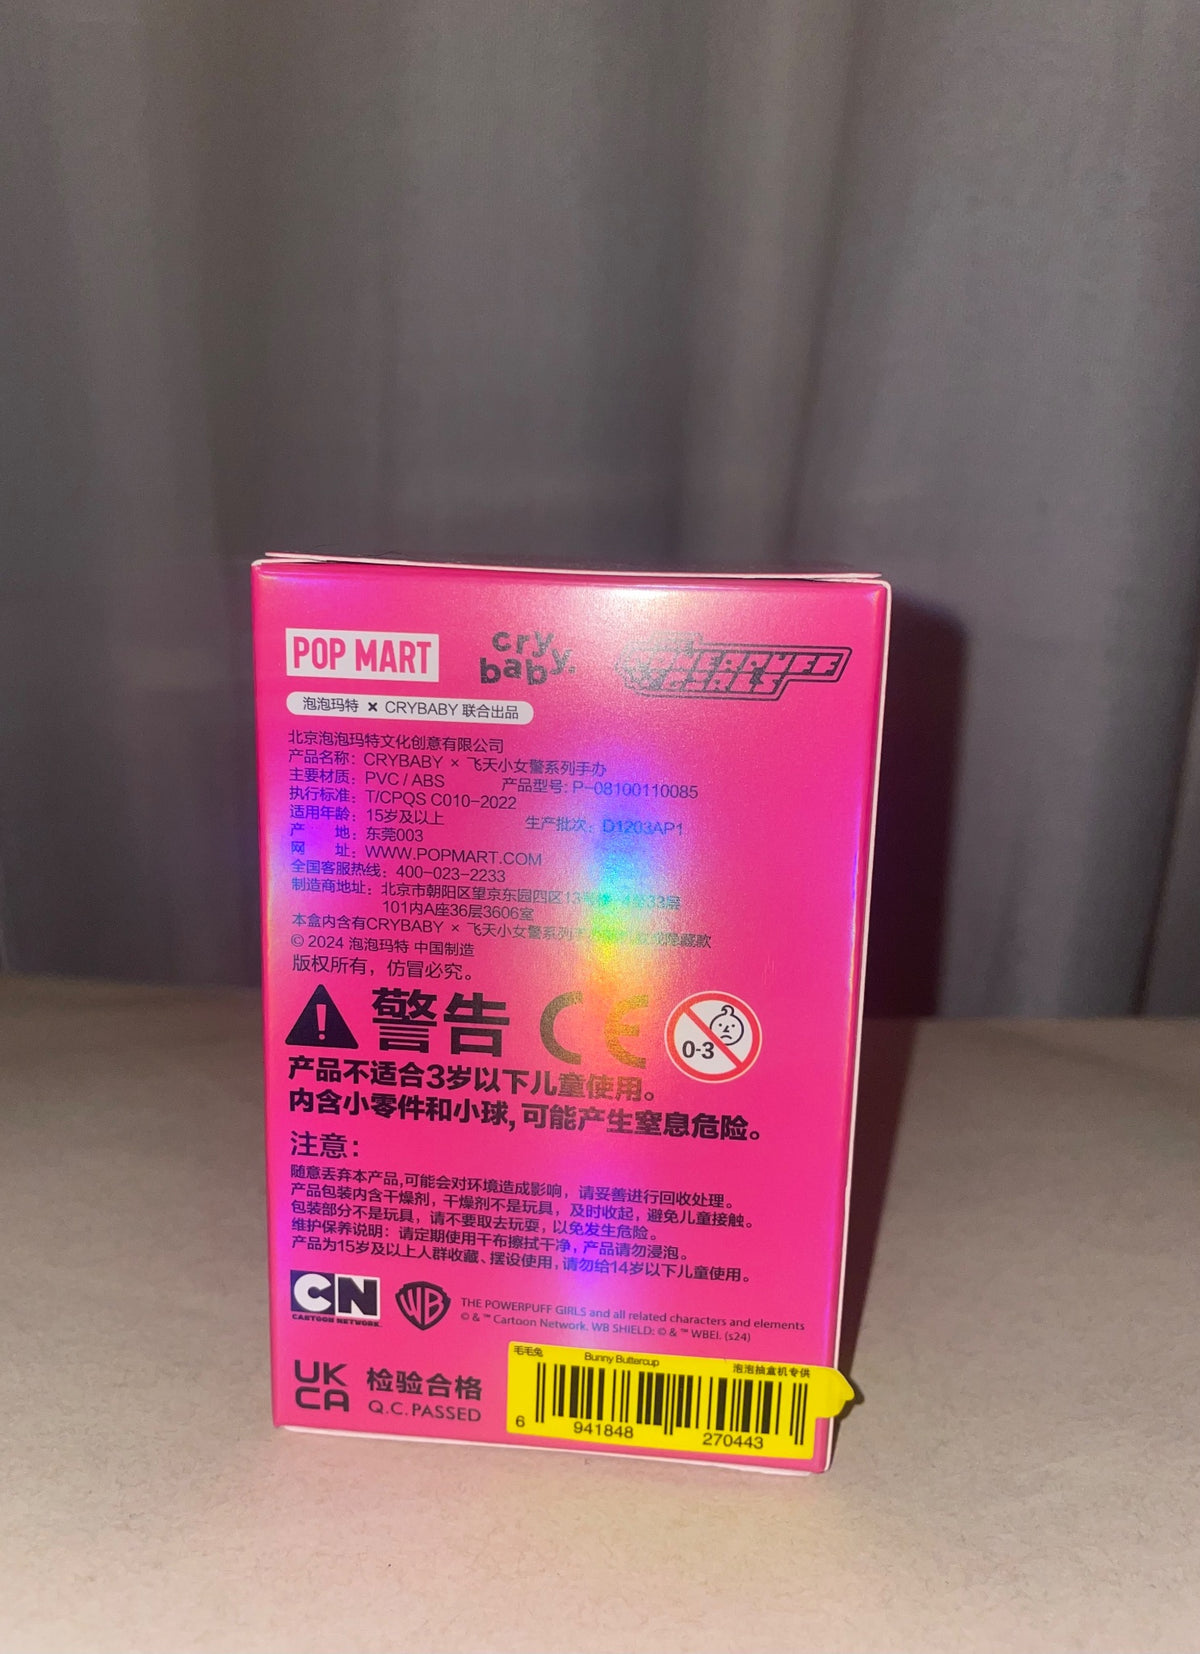 POP MART
cry baby.
THE POWERPUFF GIRLS
泡泡玛特 × CRYBABY 联合出品
北京泡泡玛特文化创意有限公司
产品名称：CRYBABY × 飞天小女警系列手办
主要材质：PVC / ABS 产品型号: P-08100110085
执行标准：T/CPQS C010-2022
适用年龄：15岁及以上 生产批次：D1203AP1
产 地：东莞003
网 址：WWW.POPMART.COM
全国客服热线：400-023-2233
制造商地址：北京市朝阳区望京东园四区13号楼-4至33层
101内A座36层3606室
本盒内含有CRYBABY × 飞天小女警系列手办 隐藏款
© 2024 泡泡玛特 中国制造
版权所有，仿冒必究。
警告 CE 0-3
产品不适合3岁以下儿童使用。
内含小零件和小球，可能产生窒息危险。
注意：
随意丢弃本产品,可能会对环境造成影响，请妥善进行回收处理。
产品包装内含干燥剂，干燥剂不是玩具，及时收起，避免儿童接触。
包装部分不是玩具，请不要取去玩耍，以免发生危险。
维护保养说明：请定期使用干布擦拭干净，产品请勿浸泡。
产品为15岁及以上人群收藏、摆设使用，请勿给14岁以下儿童使用。
CN
CARTOON NETWORK
WB
THE POWERPUFF GIRLS and all related characters and elements
© & ™ Cartoon Network. WB SHIELD: © & ™ WBEI. (s24)
UK CA
检验合格
Q.C.PASSED
毛毛兔 Bunny Buttercup 泡泡抽盒机专供
6 941848 270443